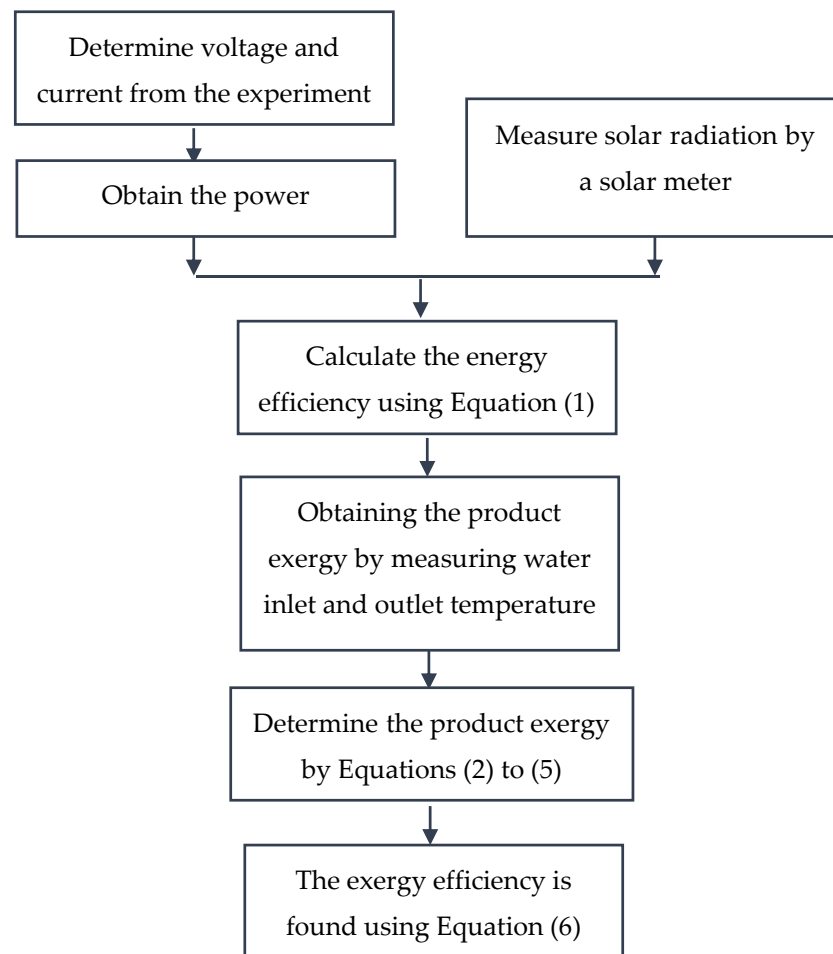 Determine voltage and
current from the experiment
Measure solar radiation by
a solar meter
Obtain the power
Calculate the energy
efficiency using Equation (1)
Obtaining the product
exergy by measuring water
inlet and outlet temperature
Determine the product exergy
by Equations (2) to (5)
The exergy efficiency is
found using Equation (6)